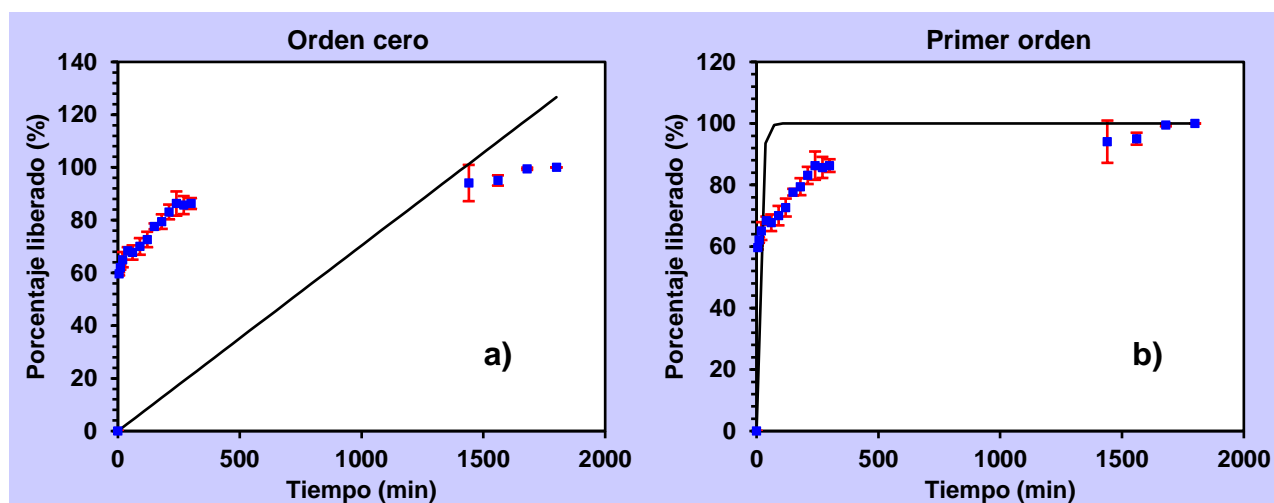 Orden cero
140
120
100
80
60
40
20
0
0 500 1000 1500 2000
Porcentaje liberado (%)
Tiempo (min)
a)
Primer orden
120
100
80
60
40
20
0
0 500 1000 1500 2000
Porcentaje liberado (%)
Tiempo (min)
b)